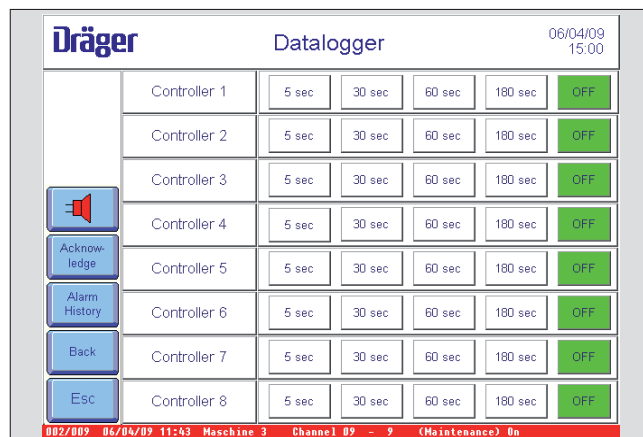 Dräger Datalogger 06/04/09
15:00
Controller 1 5 sec 30 sec 60 sec 180 sec OFF
Controller 2 5 sec 30 sec 60 sec 180 sec OFF
Controller 3 5 sec 30 sec 60 sec 180 sec OFF
Controller 4 5 sec 30 sec 60 sec 180 sec OFF
Acknow-
ledge
Controller 5 5 sec 30 sec 60 sec 180 sec OFF
Alarm
History
Controller 6 5 sec 30 sec 60 sec 180 sec OFF
Back Controller 7 5 sec 30 sec 60 sec 180 sec OFF
Esc Controller 8 5 sec 30 sec 60 sec 180 sec OFF
002/009 06/04/09 11:43 Maschine 3 Channel 09 - 9 (Maintenance) On